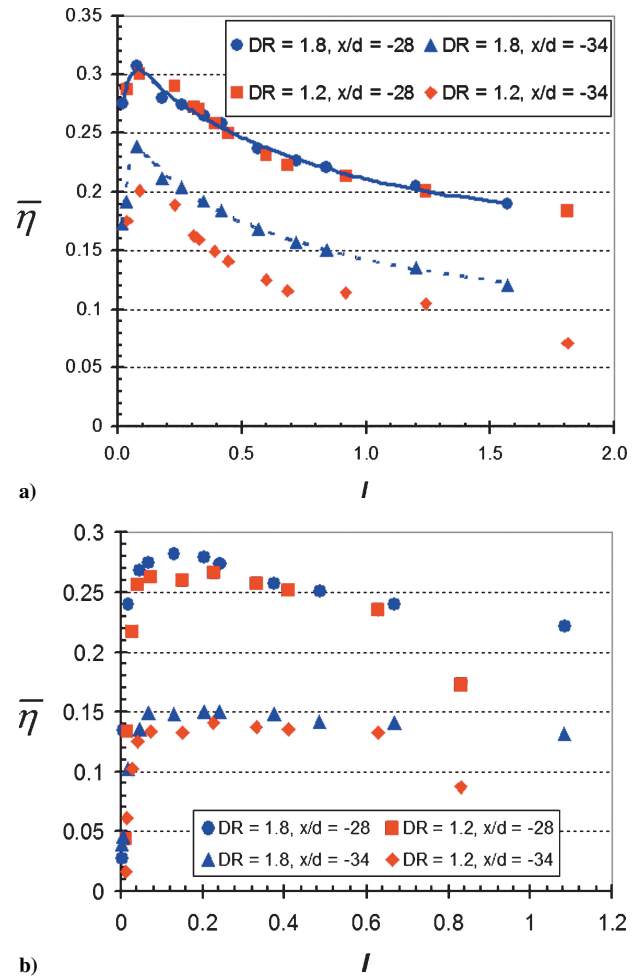 0.35
DR = 1.8, x/d = -28
DR = 1.8, x/d = -34
DR = 1.2, x/d = -28
DR = 1.2, x/d = -34
0.3
0.25
0.2
η̅
0.15
0.1
0.05
0
0.0 0.5 1.0 1.5 2.0
a)
I
0.3
0.25
0.2
η̅
0.15
0.1
0.05
0
DR = 1.8, x/d = -28
DR = 1.2, x/d = -28
DR = 1.8, x/d = -34
DR = 1.2, x/d = -34
0 0.2 0.4 0.6 0.8 1 1.2
b)
I